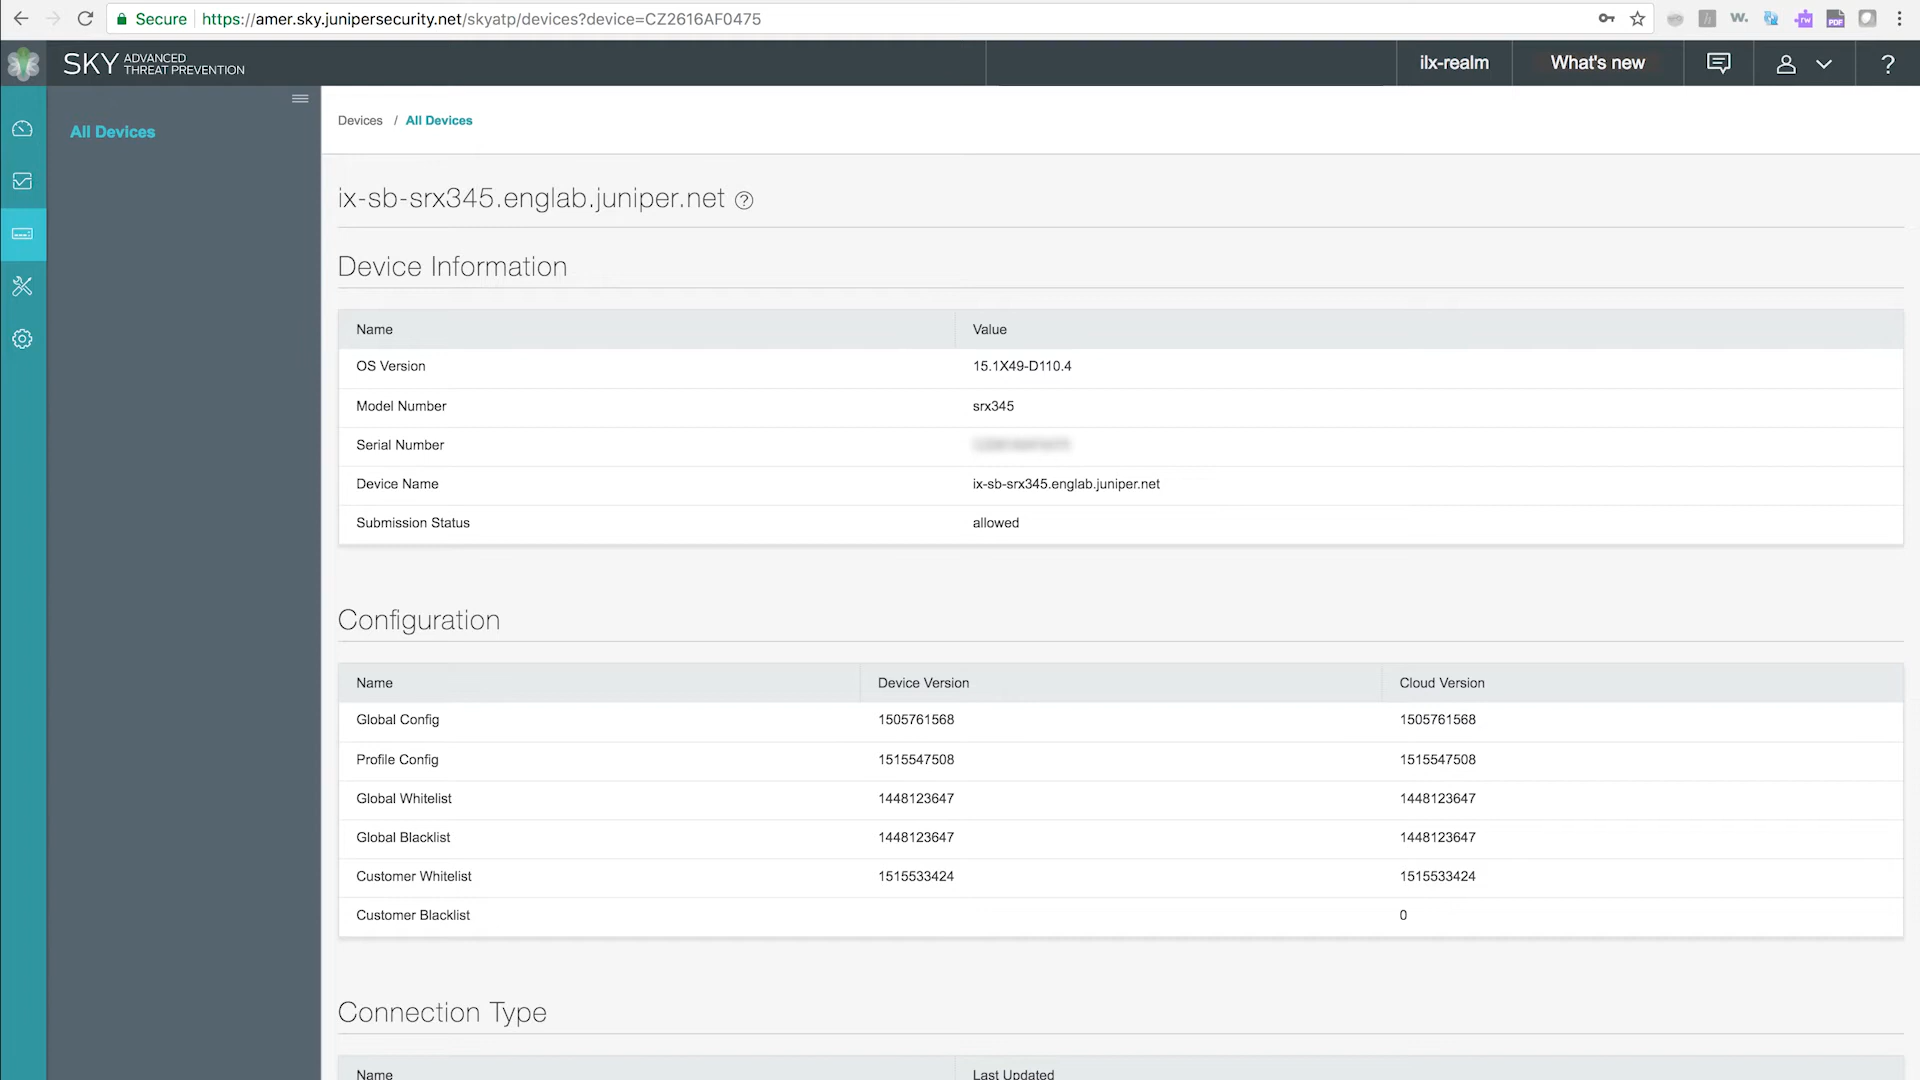 Secure https://amer.sky.junipersecurity.net/skyatp/devices?device=CZ2616AF0475
SKY ADVANCED THREAT PREVENTION
ilx-realm
What's new
?
All Devices
Devices / All Devices
ix-sb-srx345.englab.juniper.net ?
Device Information
Name Value
OS Version 15.1X49-D110.4
Model Number srx345
Serial Number
Device Name ix-sb-srx345.englab.juniper.net
Submission Status allowed
Configuration
Name Device Version Cloud Version
Global Config 1505761568 1505761568
Profile Config 1515547508 1515547508
Global Whitelist 1448123647 1448123647
Global Blacklist 1448123647 1448123647
Customer Whitelist 1515533424 1515533424
Customer Blacklist 0
Connection Type
Name Last Updated